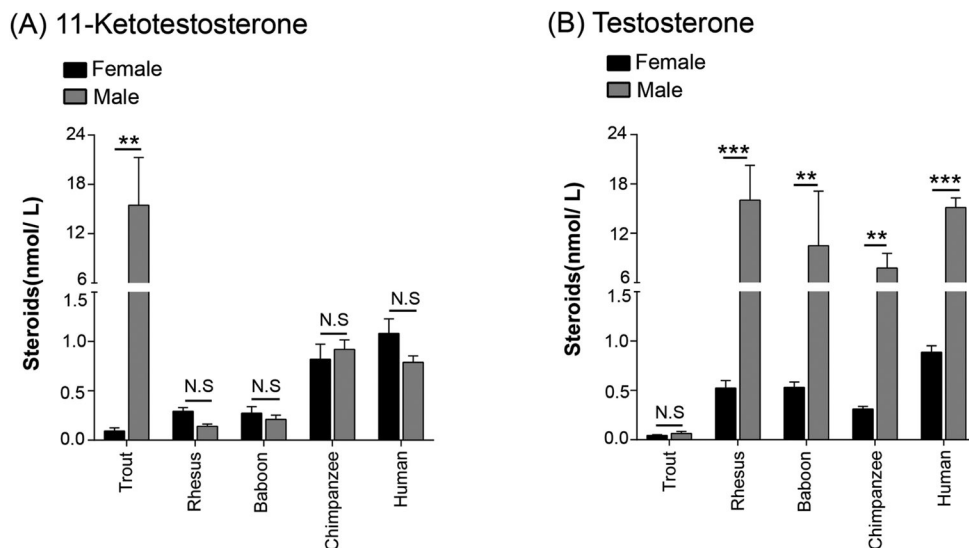 (A) 11-Ketotestosterone
Female
Male
Steroids(nmol/ L)
24
18
12
6
1.5
1.0
0.5
0.0
**
N.S
N.S
N.S
N.S
Trout
Rhesus
Baboon
Chimpanzee
Human
(B) Testosterone
Female
Male
Steroids(nmol/ L)
24
18
12
6
1.5
1.0
0.5
0.0
N.S
***
**
**
***
Trout
Rhesus
Baboon
Chimpanzee
Human